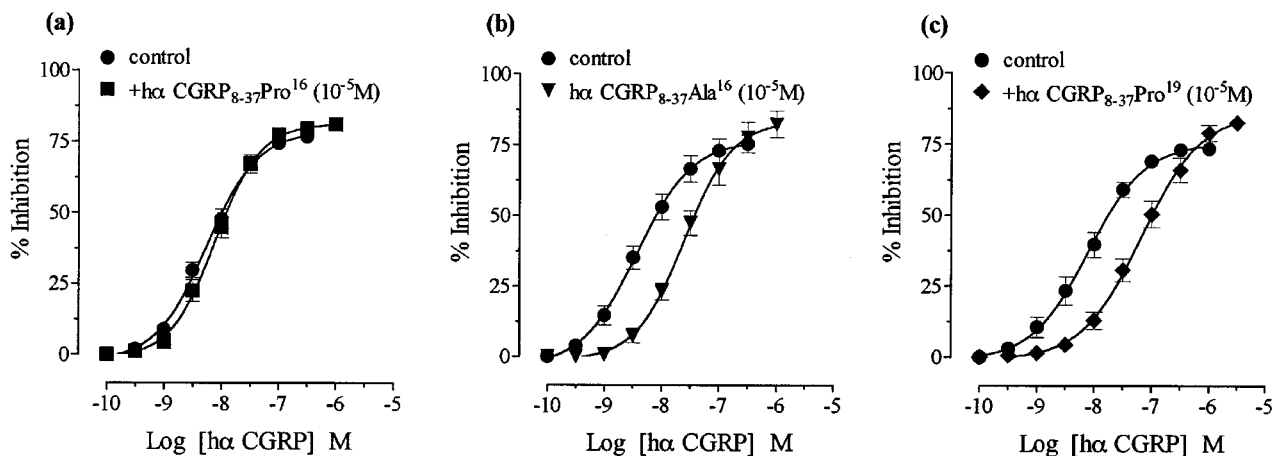 (a)
● control
■ +hα CGRP₈₋₃₇Pro¹⁶ (10⁻⁵M)
100
75
50
25
0
% Inhibition
-10 -9 -8 -7 -6 -5
Log [hα CGRP] M
(b)
● control
▼ hα CGRP₈₋₃₇Ala¹⁶ (10⁻⁵M)
100
75
50
25
0
% Inhibition
-10 -9 -8 -7 -6 -5
Log [hα CGRP] M
(c)
● control
◆ +hα CGRP₈₋₃₇Pro¹⁹ (10⁻⁵M)
100
75
50
25
0
% Inhibition
-10 -9 -8 -7 -6 -5
Log [hα CGRP] M